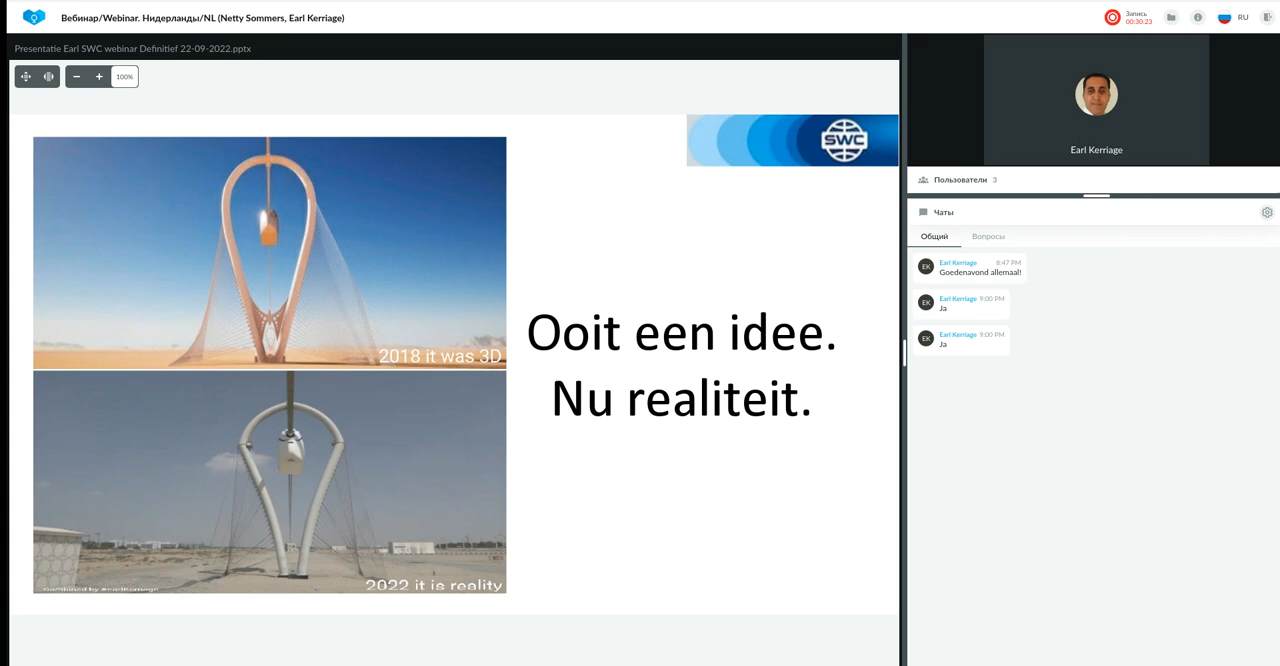 Вебинар/Webinar. Нидерланды/NL (Netty Sommers, Earl Kerriage)
Запись
00:30:23
RU
Presentatie Earl SWC webinar Definitief 22-09-2022.pptx
100%
SWC
2018 it was 3D
Ooit een idee.
Nu realiteit.
2022 it is reality
Combined by #EarlKerriage
Earl Kerriage
Пользователи 3
Чаты
Общий
Вопросы
EK
Earl Kerriage 8:47 PM
Goedenavond allemaal!
EK
Earl Kerriage 9:00 PM
Ja
EK
Earl Kerriage 9:00 PM
Ja